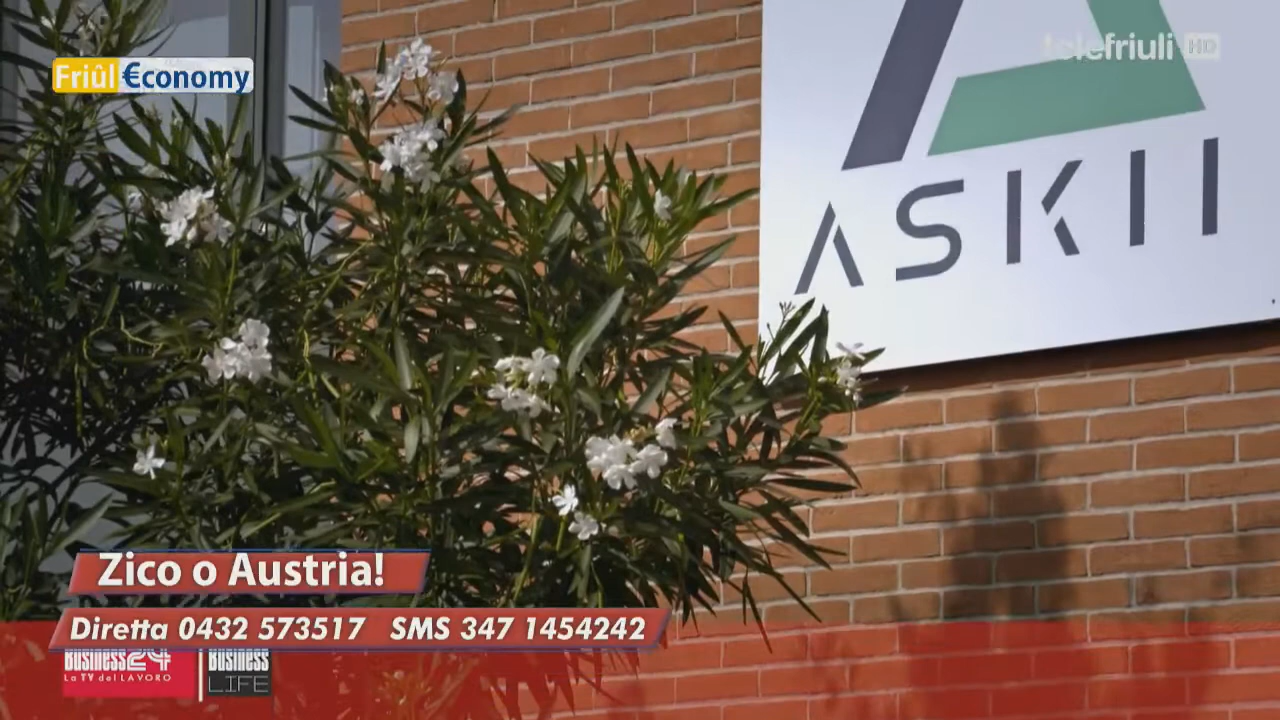 Friûl €conomy
telefriuli HD
ASKII
Zico o Austria!
Diretta 0432 573517 SMS 347 1454242
Business24
La TV del LAVORO
BUSINESS
LIFE